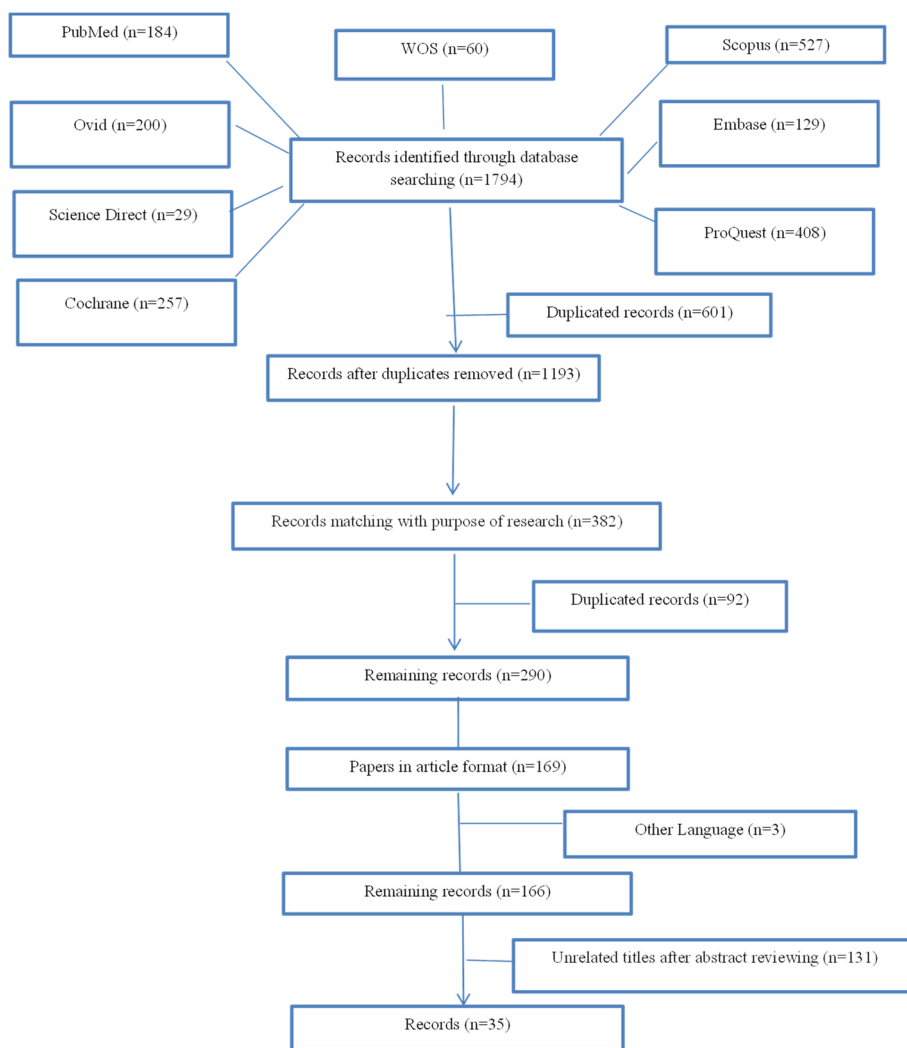 PubMed (n=184)
WOS (n=60)
Scopus (n=527)
Ovid (n=200)
Embase (n=129)
Records identified through database
searching (n=1794)
Science Direct (n=29)
ProQuest (n=408)
Cochrane (n=257)
Duplicated records (n=601)
Records after duplicates removed (n=1193)
Records matching with purpose of research (n=382)
Duplicated records (n=92)
Remaining records (n=290)
Papers in article format (n=169)
Other Language (n=3)
Remaining records (n=166)
Unrelated titles after abstract reviewing (n=131)
Records (n=35)